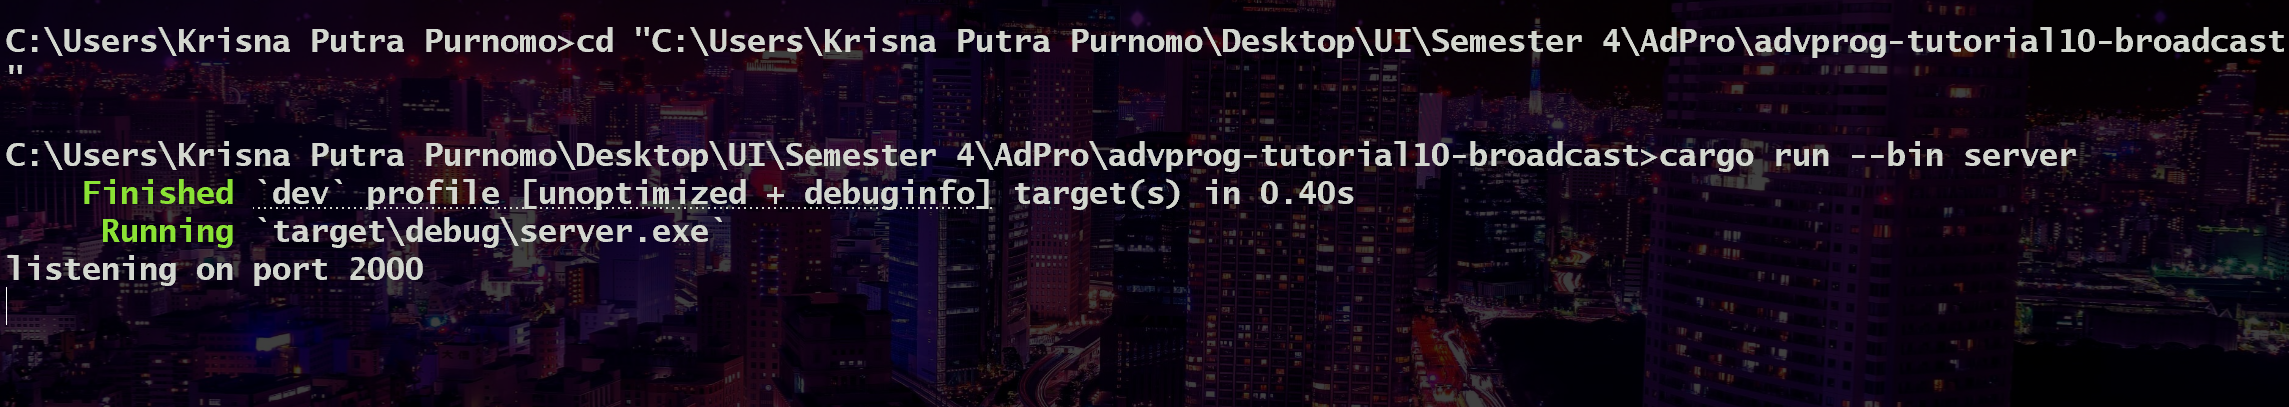 C:\Users\Krisna Putra Purnomo>cd "C:\Users\Krisna Putra Purnomo\Desktop\UI\Semester 4\AdPro\advprog-tutorial10-broadcast
"
C:\Users\Krisna Putra Purnomo\Desktop\UI\Semester 4\AdPro\advprog-tutorial10-broadcast>cargo run --bin server
    Finished `dev` profile [unoptimized + debuginfo] target(s) in 0.40s
     Running `target\debug\server.exe`
listening on port 2000